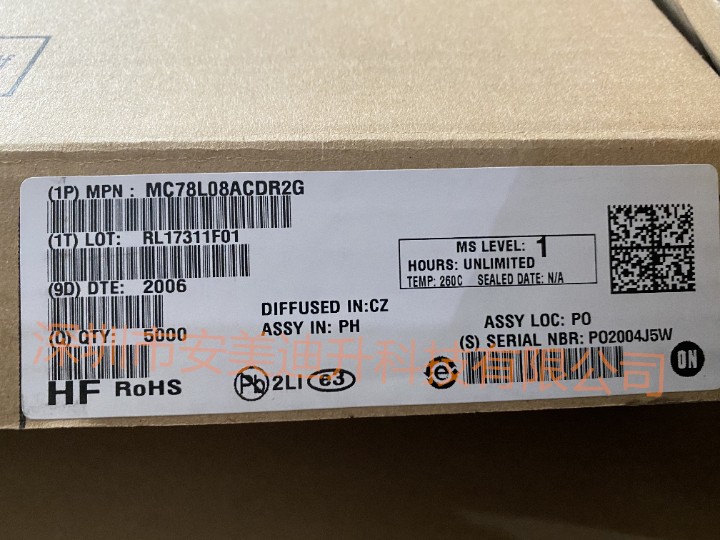 (1P) MPN : MC78L08ACDR2G
(1T) LOT: RL17311F01
(9D) DTE: 2006
(Q) QTY: 5000
HF RoHS
DIFFUSED IN:CZ
ASSY IN: PH
Pb 2LI e3
MS LEVEL: 1
HOURS: UNLIMITED
TEMP: 260C SEALED DATE: N/A
ASSY LOC: PO
(S) SERIAL NBR: PO2004J5W
e
ON
深圳市安美迪升科技有限公司